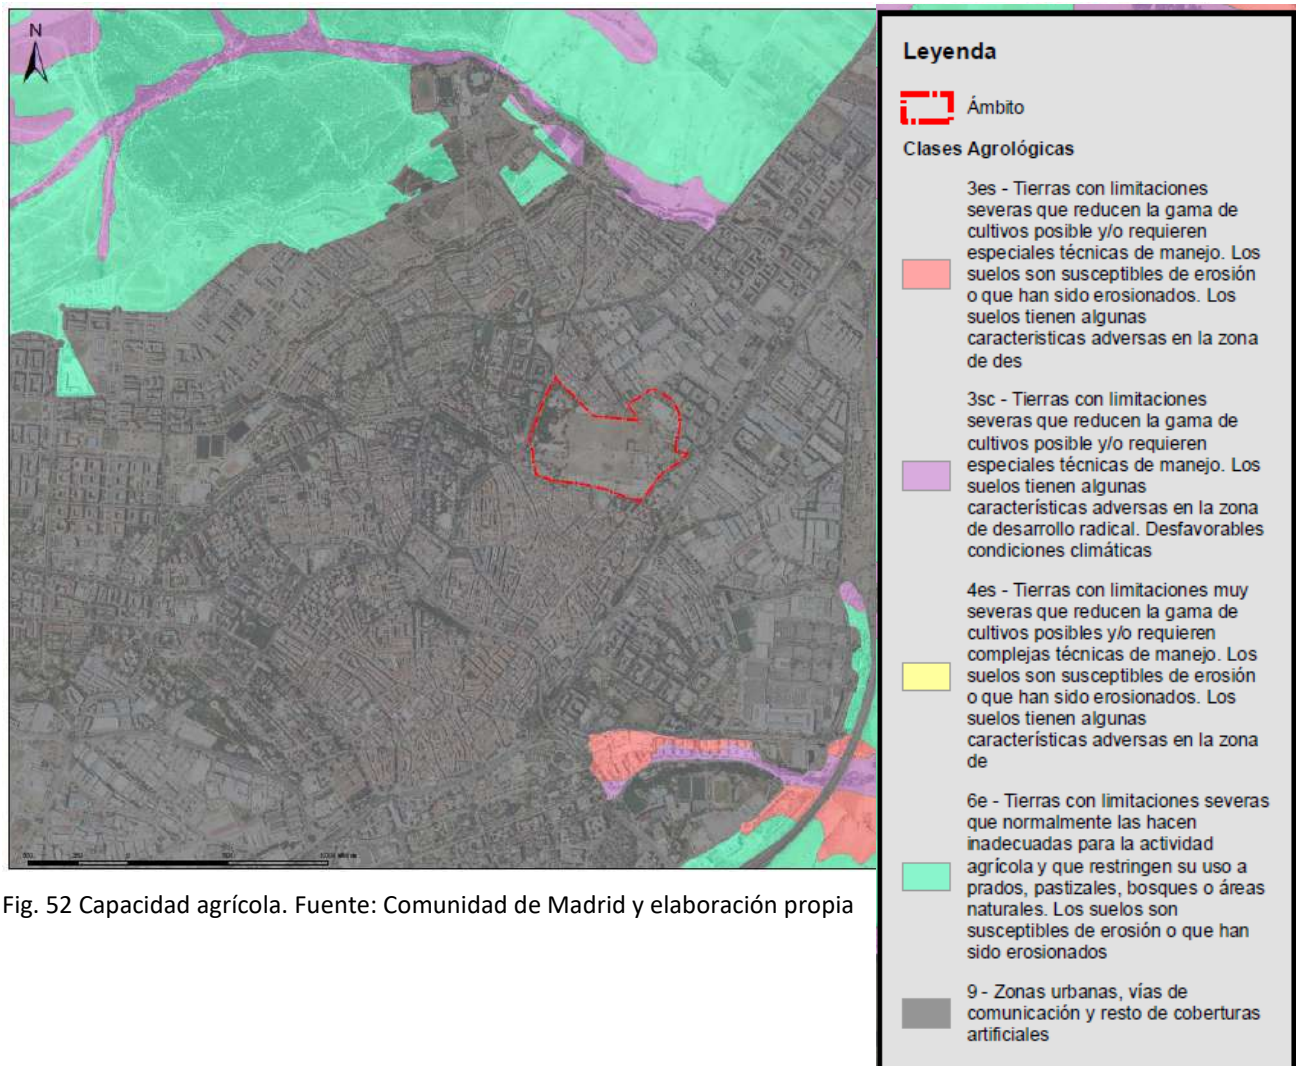 N
Leyenda
Ámbito
Clases Agrológicas
3es - Tierras con limitaciones
severas que reducen la gama de
cultivos posible y/o requieren
especiales técnicas de manejo. Los
suelos son susceptibles de erosión
o que han sido erosionados. Los
suelos tienen algunas
caracteristicas adversas en la zona
de des
3sc - Tierras con limitaciones
severas que reducen la gama de
cultivos posible y/o requieren
especiales técnicas de manejo. Los
suelos tienen algunas
características adversas en la zona
de desarrollo radical. Desfavorables
condiciones climáticas
4es - Tierras con limitaciones muy
severas que reducen la gama de
cultivos posibles y/o requieren
complejas técnicas de manejo. Los
suelos son susceptibles de erosión
o que han sido erosionados. Los
suelos tienen algunas
características adversas en la zona
de
6e - Tierras con limitaciones severas
que normalmente las hacen
inadecuadas para la actividad
agrícola y que restringen su uso a
prados, pastizales, bosques o áreas
naturales. Los suelos son
susceptibles de erosión o que han
sido erosionados
9 - Zonas urbanas, vías de
comunicación y resto de coberturas
artificiales
Fig. 52 Capacidad agrícola. Fuente: Comunidad de Madrid y elaboración propia